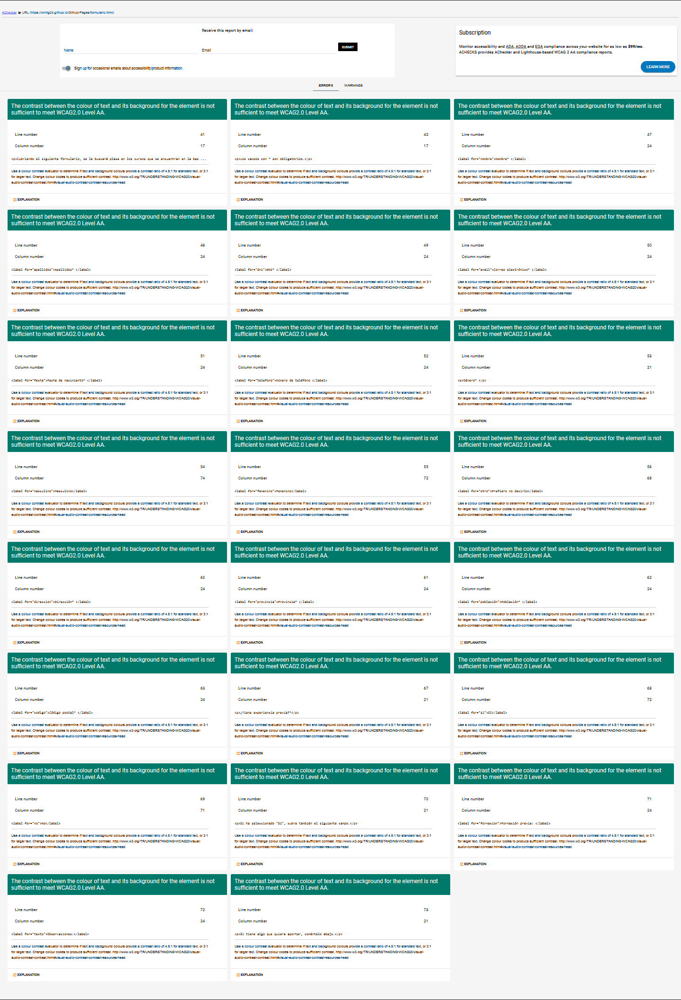 AChecker » URL (https://omitg24.github.io/Github-Pages/formulario.html)
Receive this report by email:
Name
Email
SUBMIT
Sign up for occasional emails about accessibility/product information.
Subscription
Monitor accessibility and ADA, AODA and EQA compliance across your website for as low as $99/mo.
ACHECKS provides AChecker and Lighthouse-based WCAG 2 AA compliance reports.
LEARN MORE
ERRORS
WARNINGS
The contrast between the colour of text and its background for the element is not
sufficient to meet WCAG2.0 Level AA.
Line number 41
Column number 17
<p>Cubriendo el siguiente formulario, se le buscará plaza en los cursos que se encuentran en la bas ...
Use a colour contrast evaluator to determine if text and background colours provide a contrast ratio of 4.5:1 for standard text, or 3:1
for larger text. Change colour codes to produce sufficient contrast. http://www.w3.org/TR/UNDERSTANDING-WCAG20/visual-
audio-contrast-contrast.html#visual-audio-contrast-contrast-resources-head
EXPLANATION
The contrast between the colour of text and its background for the element is not
sufficient to meet WCAG2.0 Level AA.
Line number 42
Column number 17
<p>Los campos con * son obligatorios.</p>
Use a colour contrast evaluator to determine if text and background colours provide a contrast ratio of 4.5:1 for standard text, or 3:1
for larger text. Change colour codes to produce sufficient contrast. http://www.w3.org/TR/UNDERSTANDING-WCAG20/visual-
audio-contrast-contrast.html#visual-audio-contrast-contrast-resources-head
EXPLANATION
The contrast between the colour of text and its background for the element is not
sufficient to meet WCAG2.0 Level AA.
Line number 47
Column number 24
<label for="nombre">Nombre* </label>
Use a colour contrast evaluator to determine if text and background colours provide a contrast ratio of 4.5:1 for standard text, or 3:1
for larger text. Change colour codes to produce sufficient contrast. http://www.w3.org/TR/UNDERSTANDING-WCAG20/visual-
audio-contrast-contrast.html#visual-audio-contrast-contrast-resources-head
EXPLANATION
The contrast between the colour of text and its background for the element is not
sufficient to meet WCAG2.0 Level AA.
Line number 48
Column number 24
<label for="apellidos">Apellidos* </label>
Use a colour contrast evaluator to determine if text and background colours provide a contrast ratio of 4.5:1 for standard text, or 3:1
for larger text. Change colour codes to produce sufficient contrast. http://www.w3.org/TR/UNDERSTANDING-WCAG20/visual-
audio-contrast-contrast.html#visual-audio-contrast-contrast-resources-head
EXPLANATION
The contrast between the colour of text and its background for the element is not
sufficient to meet WCAG2.0 Level AA.
Line number 49
Column number 24
<label for="dni">DNI* </label>
Use a colour contrast evaluator to determine if text and background colours provide a contrast ratio of 4.5:1 for standard text, or 3:1
for larger text. Change colour codes to produce sufficient contrast. http://www.w3.org/TR/UNDERSTANDING-WCAG20/visual-
audio-contrast-contrast.html#visual-audio-contrast-contrast-resources-head
EXPLANATION
The contrast between the colour of text and its background for the element is not
sufficient to meet WCAG2.0 Level AA.
Line number 50
Column number 24
<label for="email">Correo electrónico* </label>
Use a colour contrast evaluator to determine if text and background colours provide a contrast ratio of 4.5:1 for standard text, or 3:1
for larger text. Change colour codes to produce sufficient contrast. http://www.w3.org/TR/UNDERSTANDING-WCAG20/visual-
audio-contrast-contrast.html#visual-audio-contrast-contrast-resources-head
EXPLANATION
The contrast between the colour of text and its background for the element is not
sufficient to meet WCAG2.0 Level AA.
Line number 51
Column number 24
<label for="fecha">Fecha de nacimiento* </label>
Use a colour contrast evaluator to determine if text and background colours provide a contrast ratio of 4.5:1 for standard text, or 3:1
for larger text. Change colour codes to produce sufficient contrast. http://www.w3.org/TR/UNDERSTANDING-WCAG20/visual-
audio-contrast-contrast.html#visual-audio-contrast-contrast-resources-head
EXPLANATION
The contrast between the colour of text and its background for the element is not
sufficient to meet WCAG2.0 Level AA.
Line number 52
Column number 24
<label for="telefono">Número de teléfono </label>
Use a colour contrast evaluator to determine if text and background colours provide a contrast ratio of 4.5:1 for standard text, or 3:1
for larger text. Change colour codes to produce sufficient contrast. http://www.w3.org/TR/UNDERSTANDING-WCAG20/visual-
audio-contrast-contrast.html#visual-audio-contrast-contrast-resources-head
EXPLANATION
The contrast between the colour of text and its background for the element is not
sufficient to meet WCAG2.0 Level AA.
Line number 53
Column number 21
<p>Género* </p>
Use a colour contrast evaluator to determine if text and background colours provide a contrast ratio of 4.5:1 for standard text, or 3:1
for larger text. Change colour codes to produce sufficient contrast. http://www.w3.org/TR/UNDERSTANDING-WCAG20/visual-
audio-contrast-contrast.html#visual-audio-contrast-contrast-resources-head
EXPLANATION
The contrast between the colour of text and its background for the element is not
sufficient to meet WCAG2.0 Level AA.
Line number 54
Column number 74
<label for="masculino">Masculino</label>
Use a colour contrast evaluator to determine if text and background colours provide a contrast ratio of 4.5:1 for standard text, or 3:1
for larger text. Change colour codes to produce sufficient contrast. http://www.w3.org/TR/UNDERSTANDING-WCAG20/visual-
audio-contrast-contrast.html#visual-audio-contrast-contrast-resources-head
EXPLANATION
The contrast between the colour of text and its background for the element is not
sufficient to meet WCAG2.0 Level AA.
Line number 55
Column number 72
<label for="femenino">Femenino</label>
Use a colour contrast evaluator to determine if text and background colours provide a contrast ratio of 4.5:1 for standard text, or 3:1
for larger text. Change colour codes to produce sufficient contrast. http://www.w3.org/TR/UNDERSTANDING-WCAG20/visual-
audio-contrast-contrast.html#visual-audio-contrast-contrast-resources-head
EXPLANATION
The contrast between the colour of text and its background for the element is not
sufficient to meet WCAG2.0 Level AA.
Line number 56
Column number 68
<label for="otro">Prefiero no decirlo</label>
Use a colour contrast evaluator to determine if text and background colours provide a contrast ratio of 4.5:1 for standard text, or 3:1
for larger text. Change colour codes to produce sufficient contrast. http://www.w3.org/TR/UNDERSTANDING-WCAG20/visual-
audio-contrast-contrast.html#visual-audio-contrast-contrast-resources-head
EXPLANATION
The contrast between the colour of text and its background for the element is not
sufficient to meet WCAG2.0 Level AA.
Line number 60
Column number 24
<label for="direccion">Dirección* </label>
Use a colour contrast evaluator to determine if text and background colours provide a contrast ratio of 4.5:1 for standard text, or 3:1
for larger text. Change colour codes to produce sufficient contrast. http://www.w3.org/TR/UNDERSTANDING-WCAG20/visual-
audio-contrast-contrast.html#visual-audio-contrast-contrast-resources-head
EXPLANATION
The contrast between the colour of text and its background for the element is not
sufficient to meet WCAG2.0 Level AA.
Line number 61
Column number 24
<label for="provincia">Provincia* </label>
Use a colour contrast evaluator to determine if text and background colours provide a contrast ratio of 4.5:1 for standard text, or 3:1
for larger text. Change colour codes to produce sufficient contrast. http://www.w3.org/TR/UNDERSTANDING-WCAG20/visual-
audio-contrast-contrast.html#visual-audio-contrast-contrast-resources-head
EXPLANATION
The contrast between the colour of text and its background for the element is not
sufficient to meet WCAG2.0 Level AA.
Line number 62
Column number 24
<label for="población">Población* </label>
Use a colour contrast evaluator to determine if text and background colours provide a contrast ratio of 4.5:1 for standard text, or 3:1
for larger text. Change colour codes to produce sufficient contrast. http://www.w3.org/TR/UNDERSTANDING-WCAG20/visual-
audio-contrast-contrast.html#visual-audio-contrast-contrast-resources-head
EXPLANATION
The contrast between the colour of text and its background for the element is not
sufficient to meet WCAG2.0 Level AA.
Line number 63
Column number 24
<label for="codigo">Código postal* </label>
Use a colour contrast evaluator to determine if text and background colours provide a contrast ratio of 4.5:1 for standard text, or 3:1
for larger text. Change colour codes to produce sufficient contrast. http://www.w3.org/TR/UNDERSTANDING-WCAG20/visual-
audio-contrast-contrast.html#visual-audio-contrast-contrast-resources-head
EXPLANATION
The contrast between the colour of text and its background for the element is not
sufficient to meet WCAG2.0 Level AA.
Line number 67
Column number 21
<p>¿Tiene experiencia previa?*</p>
Use a colour contrast evaluator to determine if text and background colours provide a contrast ratio of 4.5:1 for standard text, or 3:1
for larger text. Change colour codes to produce sufficient contrast. http://www.w3.org/TR/UNDERSTANDING-WCAG20/visual-
audio-contrast-contrast.html#visual-audio-contrast-contrast-resources-head
EXPLANATION
The contrast between the colour of text and its background for the element is not
sufficient to meet WCAG2.0 Level AA.
Line number 68
Column number 72
<label for="si">Sí</label>
Use a colour contrast evaluator to determine if text and background colours provide a contrast ratio of 4.5:1 for standard text, or 3:1
for larger text. Change colour codes to produce sufficient contrast. http://www.w3.org/TR/UNDERSTANDING-WCAG20/visual-
audio-contrast-contrast.html#visual-audio-contrast-contrast-resources-head
EXPLANATION
The contrast between the colour of text and its background for the element is not
sufficient to meet WCAG2.0 Level AA.
Line number 69
Column number 71
<label for="no">No</label>
Use a colour contrast evaluator to determine if text and background colours provide a contrast ratio of 4.5:1 for standard text, or 3:1
for larger text. Change colour codes to produce sufficient contrast. http://www.w3.org/TR/UNDERSTANDING-WCAG20/visual-
audio-contrast-contrast.html#visual-audio-contrast-contrast-resources-head
EXPLANATION
The contrast between the colour of text and its background for the element is not
sufficient to meet WCAG2.0 Level AA.
Line number 70
Column number 21
<p>Si ha seleccionado "Sí", cubra también el siguiente campo.</p>
Use a colour contrast evaluator to determine if text and background colours provide a contrast ratio of 4.5:1 for standard text, or 3:1
for larger text. Change colour codes to produce sufficient contrast. http://www.w3.org/TR/UNDERSTANDING-WCAG20/visual-
audio-contrast-contrast.html#visual-audio-contrast-contrast-resources-head
EXPLANATION
The contrast between the colour of text and its background for the element is not
sufficient to meet WCAG2.0 Level AA.
Line number 71
Column number 24
<label for="formacion">Formación previa: </label>
Use a colour contrast evaluator to determine if text and background colours provide a contrast ratio of 4.5:1 for standard text, or 3:1
for larger text. Change colour codes to produce sufficient contrast. http://www.w3.org/TR/UNDERSTANDING-WCAG20/visual-
audio-contrast-contrast.html#visual-audio-contrast-contrast-resources-head
EXPLANATION
The contrast between the colour of text and its background for the element is not
sufficient to meet WCAG2.0 Level AA.
Line number 72
Column number 24
<label for="texto">Observaciones:</label>
Use a colour contrast evaluator to determine if text and background colours provide a contrast ratio of 4.5:1 for standard text, or 3:1
for larger text. Change colour codes to produce sufficient contrast. http://www.w3.org/TR/UNDERSTANDING-WCAG20/visual-
audio-contrast-contrast.html#visual-audio-contrast-contrast-resources-head
EXPLANATION
The contrast between the colour of text and its background for the element is not
sufficient to meet WCAG2.0 Level AA.
Line number 73
Column number 21
<p>Si tiene algo que quiera aportar, coméntelo abajo.</p>
Use a colour contrast evaluator to determine if text and background colours provide a contrast ratio of 4.5:1 for standard text, or 3:1
for larger text. Change colour codes to produce sufficient contrast. http://www.w3.org/TR/UNDERSTANDING-WCAG20/visual-
audio-contrast-contrast.html#visual-audio-contrast-contrast-resources-head
EXPLANATION